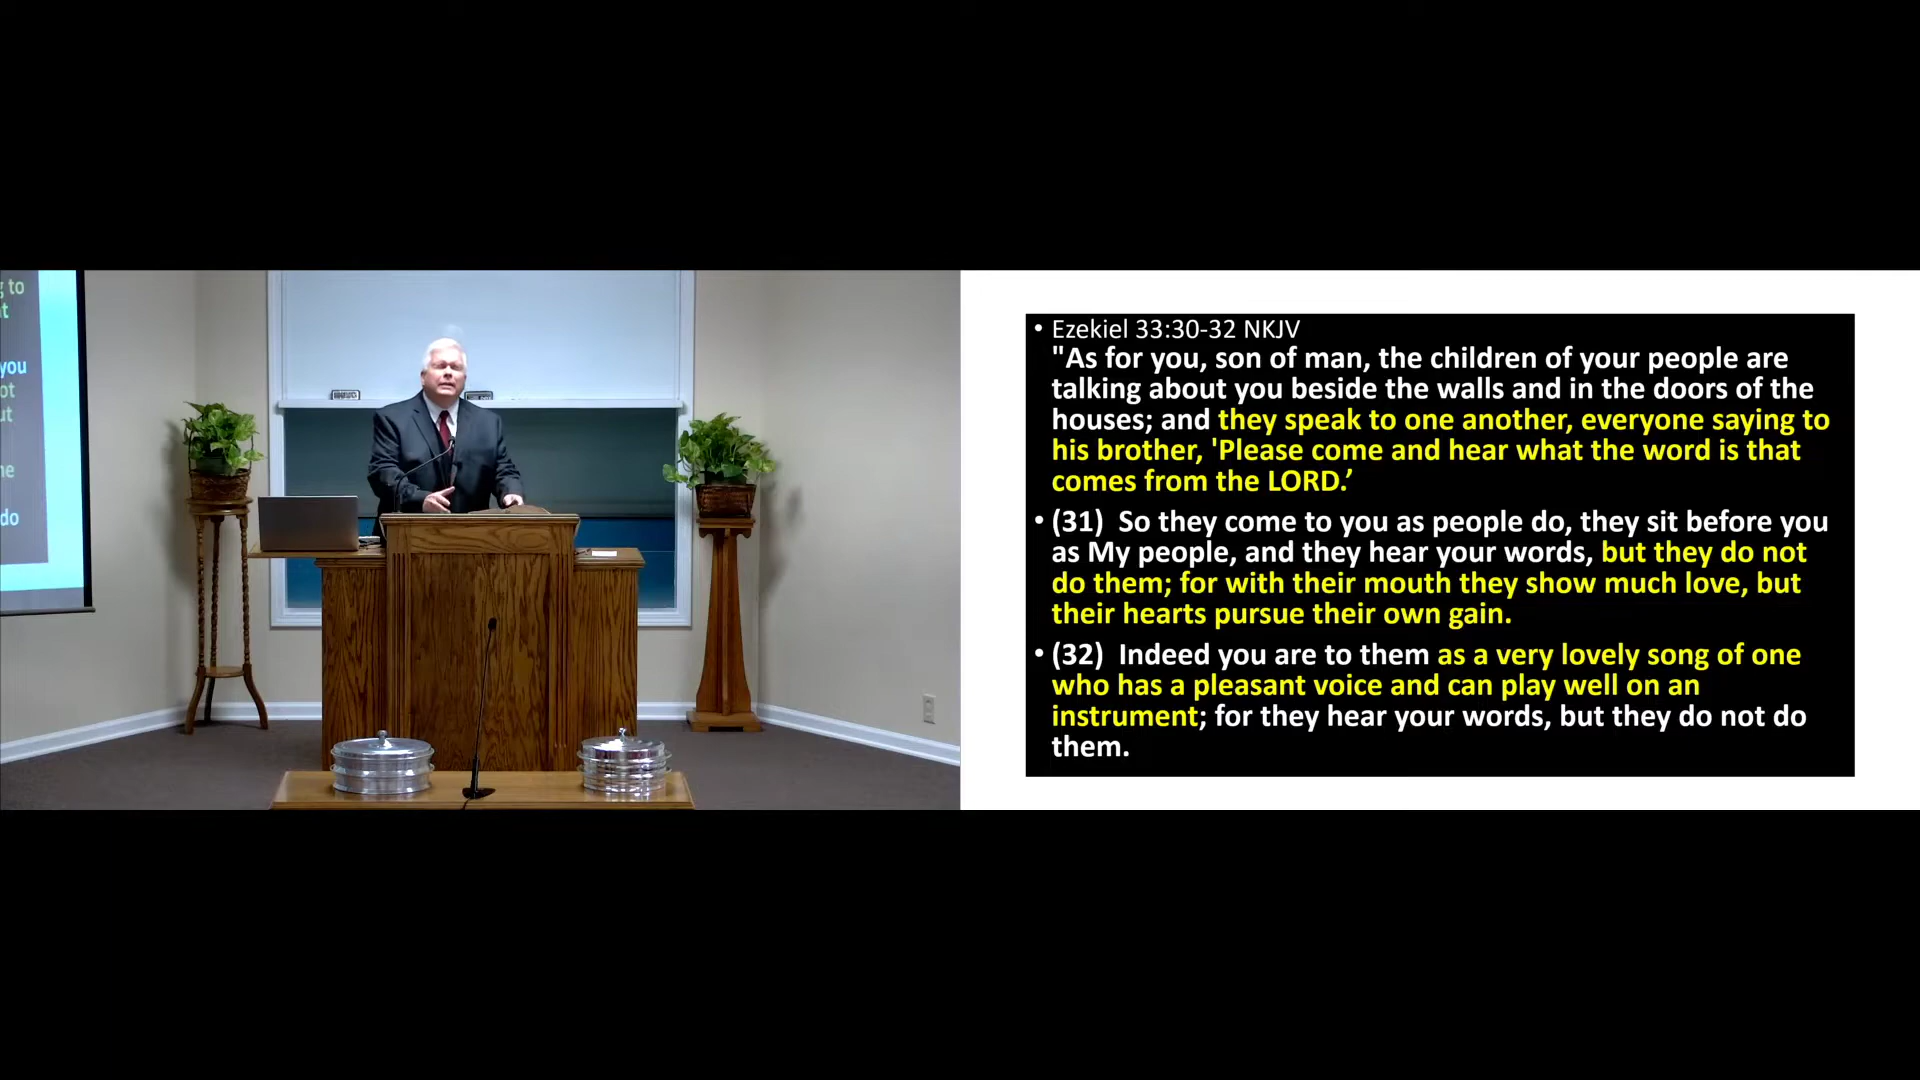 g to
t
you
ot
ut
ne
do
• Ezekiel 33:30-32 NKJV
"As for you, son of man, the children of your people are
talking about you beside the walls and in the doors of the
houses; and they speak to one another, everyone saying to
his brother, 'Please come and hear what the word is that
comes from the LORD.’
• (31) So they come to you as people do, they sit before you
as My people, and they hear your words, but they do not
do them; for with their mouth they show much love, but
their hearts pursue their own gain.
• (32) Indeed you are to them as a very lovely song of one
who has a pleasant voice and can play well on an
instrument; for they hear your words, but they do not do
them.